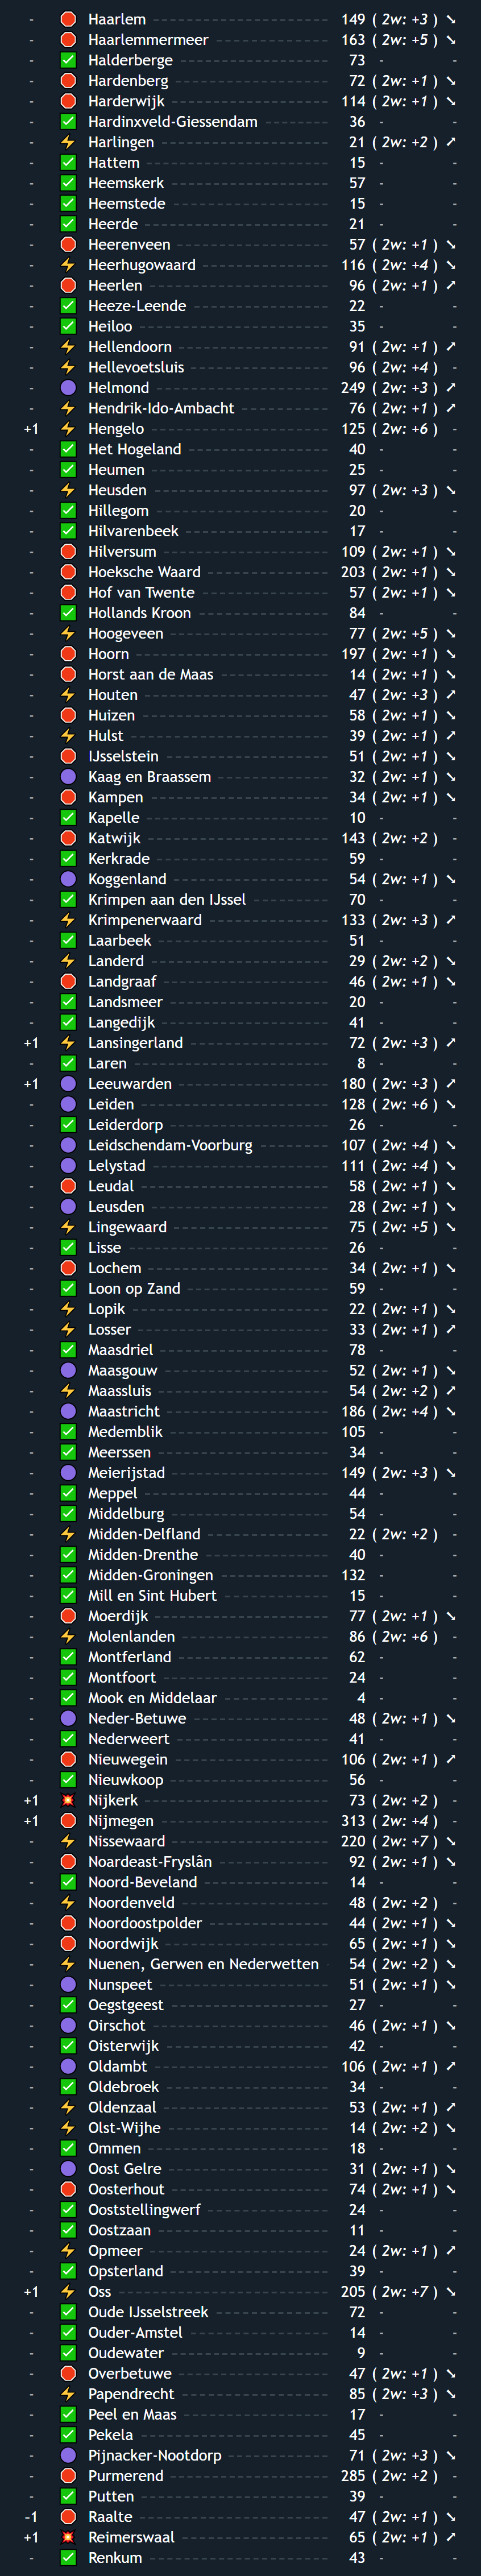 - Haarlem 149 ( 2w: +3 ) ↘
- Haarlemmermeer 163 ( 2w: +5 ) ↘
- Halderberge 73 - -
- Hardenberg 72 ( 2w: +1 ) ↘
- Harderwijk 114 ( 2w: +1 ) ↘
- Hardinxveld-Giessendam 36 - -
- Harlingen 21 ( 2w: +2 ) ↗
- Hattem 15 - -
- Heemskerk 57 - -
- Heemstede 15 - -
- Heerde 21 - -
- Heerenveen 57 ( 2w: +1 ) ↘
- Heerhugowaard 116 ( 2w: +4 ) ↘
- Heerlen 96 ( 2w: +1 ) ↗
- Heeze-Leende 22 - -
- Heiloo 35 - -
- Hellendoorn 91 ( 2w: +1 ) ↗
- Hellevoetsluis 96 ( 2w: +4 ) -
- Helmond 249 ( 2w: +3 ) ↗
- Hendrik-Ido-Ambacht 76 ( 2w: +1 ) ↗
+1 Hengelo 125 ( 2w: +6 ) -
- Het Hogeland 40 - -
- Heumen 25 - -
- Heusden 97 ( 2w: +3 ) ↘
- Hillegom 20 - -
- Hilvarenbeek 17 - -
- Hilversum 109 ( 2w: +1 ) ↘
- Hoeksche Waard 203 ( 2w: +1 ) ↘
- Hof van Twente 57 ( 2w: +1 ) ↘
- Hollands Kroon 84 - -
- Hoogeveen 77 ( 2w: +5 ) ↘
- Hoorn 197 ( 2w: +1 ) ↘
- Horst aan de Maas 14 ( 2w: +1 ) ↘
- Houten 47 ( 2w: +3 ) ↗
- Huizen 58 ( 2w: +1 ) ↘
- Hulst 39 ( 2w: +1 ) ↗
- IJsselstein 51 ( 2w: +1 ) ↘
- Kaag en Braassem 32 ( 2w: +1 ) ↘
- Kampen 34 ( 2w: +1 ) ↘
- Kapelle 10 - -
- Katwijk 143 ( 2w: +2 ) -
- Kerkrade 59 - -
- Koggenland 54 ( 2w: +1 ) ↘
- Krimpen aan den IJssel 70 - -
- Krimpenerwaard 133 ( 2w: +3 ) ↗
- Laarbeek 51 - -
- Landerd 29 ( 2w: +2 ) ↘
- Landgraaf 46 ( 2w: +1 ) ↘
- Landsmeer 20 - -
- Langedijk 41 - -
+1 Lansingerland 72 ( 2w: +3 ) ↗
- Laren 8 - -
+1 Leeuwarden 180 ( 2w: +3 ) ↗
- Leiden 128 ( 2w: +6 ) ↘
- Leiderdorp 26 - -
- Leidschendam-Voorburg 107 ( 2w: +4 ) ↘
- Lelystad 111 ( 2w: +4 ) ↘
- Leudal 58 ( 2w: +1 ) ↘
- Leusden 28 ( 2w: +1 ) ↘
- Lingewaard 75 ( 2w: +5 ) ↘
- Lisse 26 - -
- Lochem 34 ( 2w: +1 ) ↘
- Loon op Zand 59 - -
- Lopik 22 ( 2w: +1 ) ↘
- Losser 33 ( 2w: +1 ) ↗
- Maasdriel 78 - -
- Maasgouw 52 ( 2w: +1 ) ↘
- Maassluis 54 ( 2w: +2 ) ↗
- Maastricht 186 ( 2w: +4 ) ↘
- Medemblik 105 - -
- Meerssen 34 - -
- Meierijstad 149 ( 2w: +3 ) ↘
- Meppel 44 - -
- Middelburg 54 - -
- Midden-Delfland 22 ( 2w: +2 ) -
- Midden-Drenthe 40 - -
- Midden-Groningen 132 - -
- Mill en Sint Hubert 15 - -
- Moerdijk 77 ( 2w: +1 ) ↘
- Molenlanden 86 ( 2w: +6 ) -
- Montferland 62 - -
- Montfoort 24 - -
- Mook en Middelaar 4 - -
- Neder-Betuwe 48 ( 2w: +1 ) ↘
- Nederweert 41 - -
- Nieuwegein 106 ( 2w: +1 ) ↗
- Nieuwkoop 56 - -
+1 Nijkerk 73 ( 2w: +2 ) -
+1 Nijmegen 313 ( 2w: +4 ) -
- Nissewaard 220 ( 2w: +7 ) ↘
- Noardeast-Fryslân 92 ( 2w: +1 ) ↘
- Noord-Beveland 14 - -
- Noordenveld 48 ( 2w: +2 ) -
- Noordoostpolder 44 ( 2w: +1 ) ↘
- Noordwijk 65 ( 2w: +1 ) ↘
- Nuenen, Gerwen en Nederwetten 54 ( 2w: +2 ) ↘
- Nunspeet 51 ( 2w: +1 ) ↘
- Oegstgeest 27 - -
- Oirschot 46 ( 2w: +1 ) ↘
- Oisterwijk 42 - -
- Oldambt 106 ( 2w: +1 ) ↗
- Oldebroek 34 - -
- Oldenzaal 53 ( 2w: +1 ) ↗
- Olst-Wijhe 14 ( 2w: +2 ) ↘
- Ommen 18 - -
- Oost Gelre 31 ( 2w: +1 ) ↘
- Oosterhout 74 ( 2w: +1 ) ↘
- Ooststellingwerf 24 - -
- Oostzaan 11 - -
- Opmeer 24 ( 2w: +1 ) ↗
- Opsterland 39 - -
+1 Oss 205 ( 2w: +7 ) ↘
- Oude IJsselstreek 72 - -
- Ouder-Amstel 14 - -
- Oudewater 9 - -
- Overbetuwe 47 ( 2w: +1 ) ↘
- Papendrecht 85 ( 2w: +3 ) ↘
- Peel en Maas 17 - -
- Pekela 45 - -
- Pijnacker-Nootdorp 71 ( 2w: +3 ) ↘
- Purmerend 285 ( 2w: +2 ) -
- Putten 39 - -
-1 Raalte 47 ( 2w: +1 ) ↘
+1 Reimerswaal 65 ( 2w: +1 ) ↗
- Renkum 43 - -